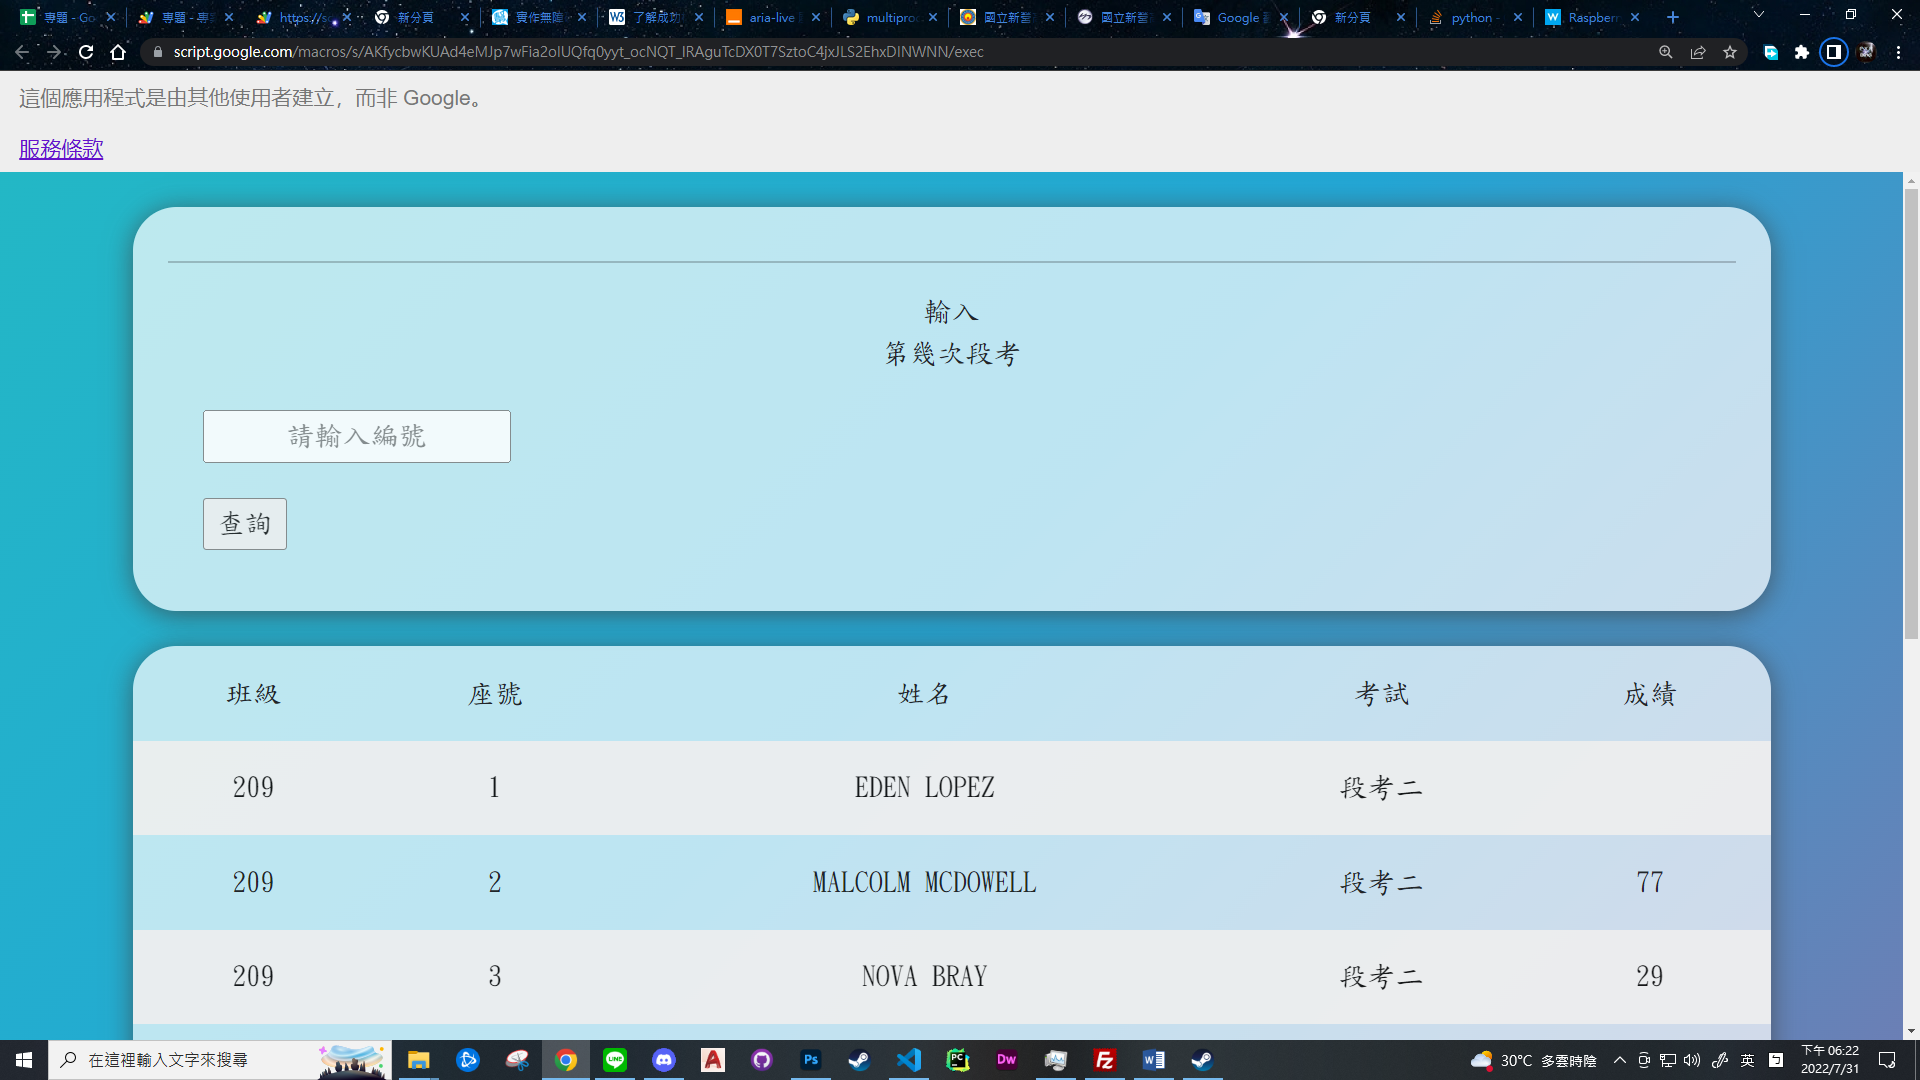 專題 - Go
專題 - 專
https://sc
新分頁
實作無障
了解成功
aria-live
multiproc
國立新營
國立新營
Google
新分頁
python -
Raspberr
script.google.com/macros/s/AKfycbwKUAd4eMJp7wFia2oIUQfq0yyt_ocNQT_lRAguTcDX0T7SztoC4jxJLS2EhxDINWNN/exec
這個應用程式是由其他使用者建立，而非 Google。
服務條款
輸入
第幾次段考
請輸入編號
查詢
班級 座號 姓名 考試 成績
209 1 EDEN LOPEZ 段考二
209 2 MALCOLM MCDOWELL 段考二 77
209 3 NOVA BRAY 段考二 29
在這裡輸入文字來搜尋
30°C 多雲時陰
英
下午 06:22
2022/7/31